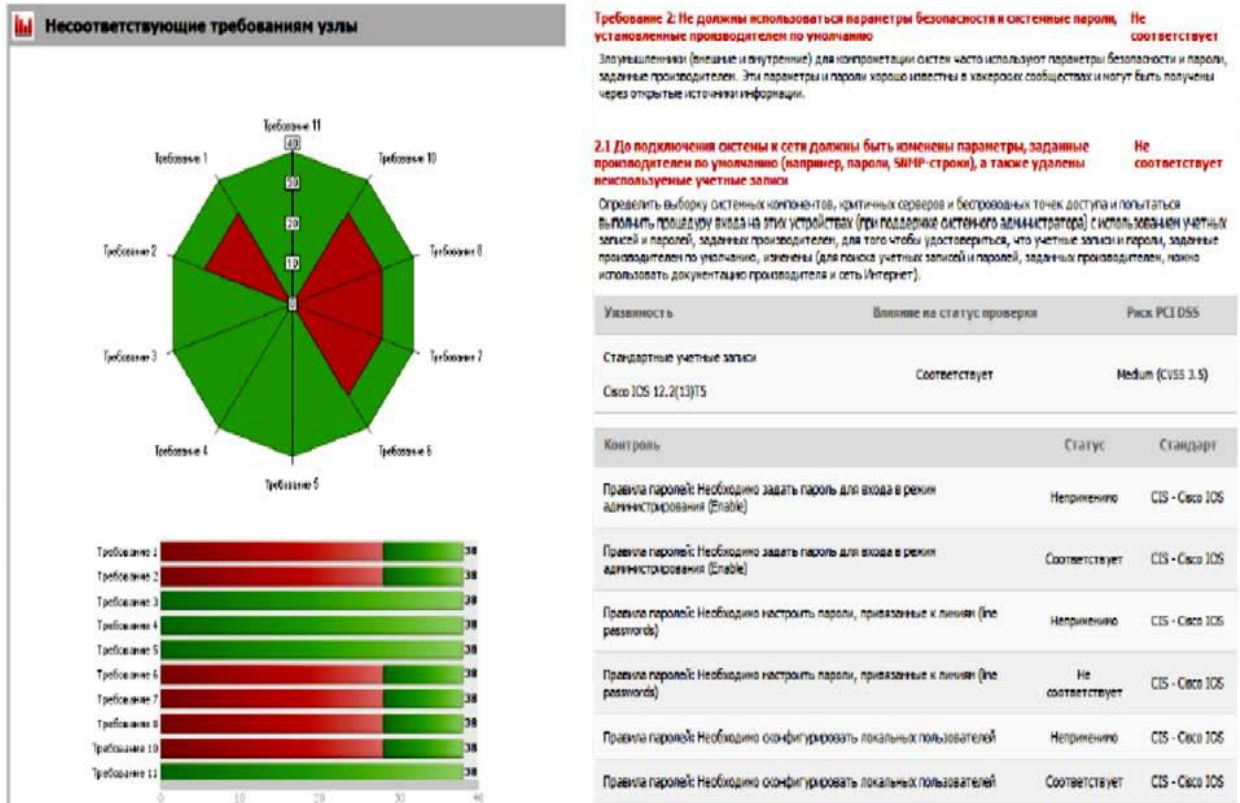 Несоответствующие требованиям узлы
Требование 11
40
Требование 1
Требование 10
30
20
Требование 2
Требование 8
10
0
Требование 3
Требование 7
Требование 4
Требование 6
Требование 5
Требование 1 38
Требование 2 38
Требование 3 38
Требование 4 38
Требование 5 38
Требование 6 38
Требование 7 38
Требование 8 38
Требование 10 38
Требование 11 38
0 10 20 30 40
Требование 2: Не должны использоваться параметры безопасности и системные пароли, Не
установленные производителем по умолчанию соответствует
Злоумышленники (внешние и внутренние) для компрометации систем часто используют параметры безопасности и пароли,
заданные производителем. Эти параметры и пароли хорошо известны в хакерских сообществах и могут быть получены
через открытые источники информации.
2.1 До подключения системы к сети должны быть изменены параметры, заданные Не
производителем по умолчанию (например, пароли, SNMP-строки), а также удалены соответствует
неиспользуемые учетные записи
Определить выборку системных компонентов, критичных серверов и беспроводных точек доступа и попытаться
выполнить процедуру входа на этих устройствах (при поддержке системного администратора) с использованием учетных
записей и паролей, заданных производителем, для того чтобы удостовериться, что учетные записи и пароли, заданные
производителем по умолчанию, изменены (для поиска учетных записей и паролей, заданных производителем, можно
использовать документацию производителя и сеть Интернет).
Уязвимость Влияние на статус проверки Риск PCI DSS
Стандартные учетные записи
Соответствует Medium (CVSS 3.5)
Cisco IOS 12.2(13)T5
Контроль Статус Стандарт
Правила паролей: Необходимо задать пароль для входа в режим
администрирования (Enable) Неприменимо CIS - Cisco IOS
Правила паролей: Необходимо задать пароль для входа в режим
администрирования (Enable) Соответствует CIS - Cisco IOS
Правила паролей: Необходимо настроить пароли, привязанные к линиям (line
passwords) Неприменимо CIS - Cisco IOS
Правила паролей: Необходимо настроить пароли, привязанные к линиям (line Не
passwords) соответствует CIS - Cisco IOS
Правила паролей: Необходимо сконфигурировать локальных пользователей Неприменимо CIS - Cisco IOS
Правила паролей: Необходимо сконфигурировать локальных пользователей Соответствует CIS - Cisco IOS